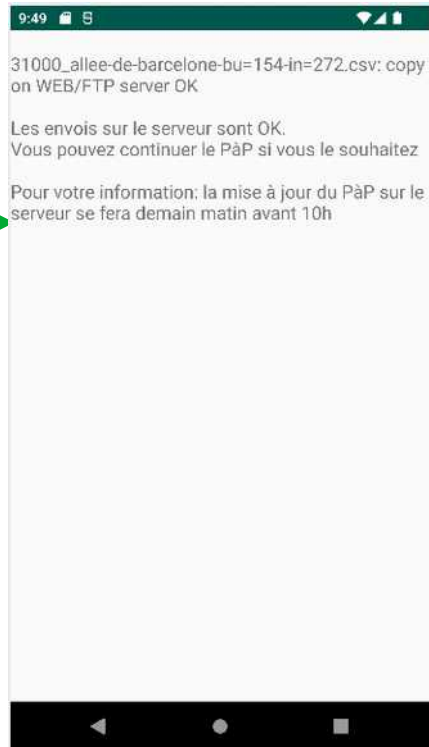 9:49
31000_allee-de-barcelone-bu=154-in=272.csv: copy
on WEB/FTP server OK
Les envois sur le serveur sont OK.
Vous pouvez continuer le PàP si vous le souhaitez
Pour votre information: la mise à jour du PàP sur le
serveur se fera demain matin avant 10h